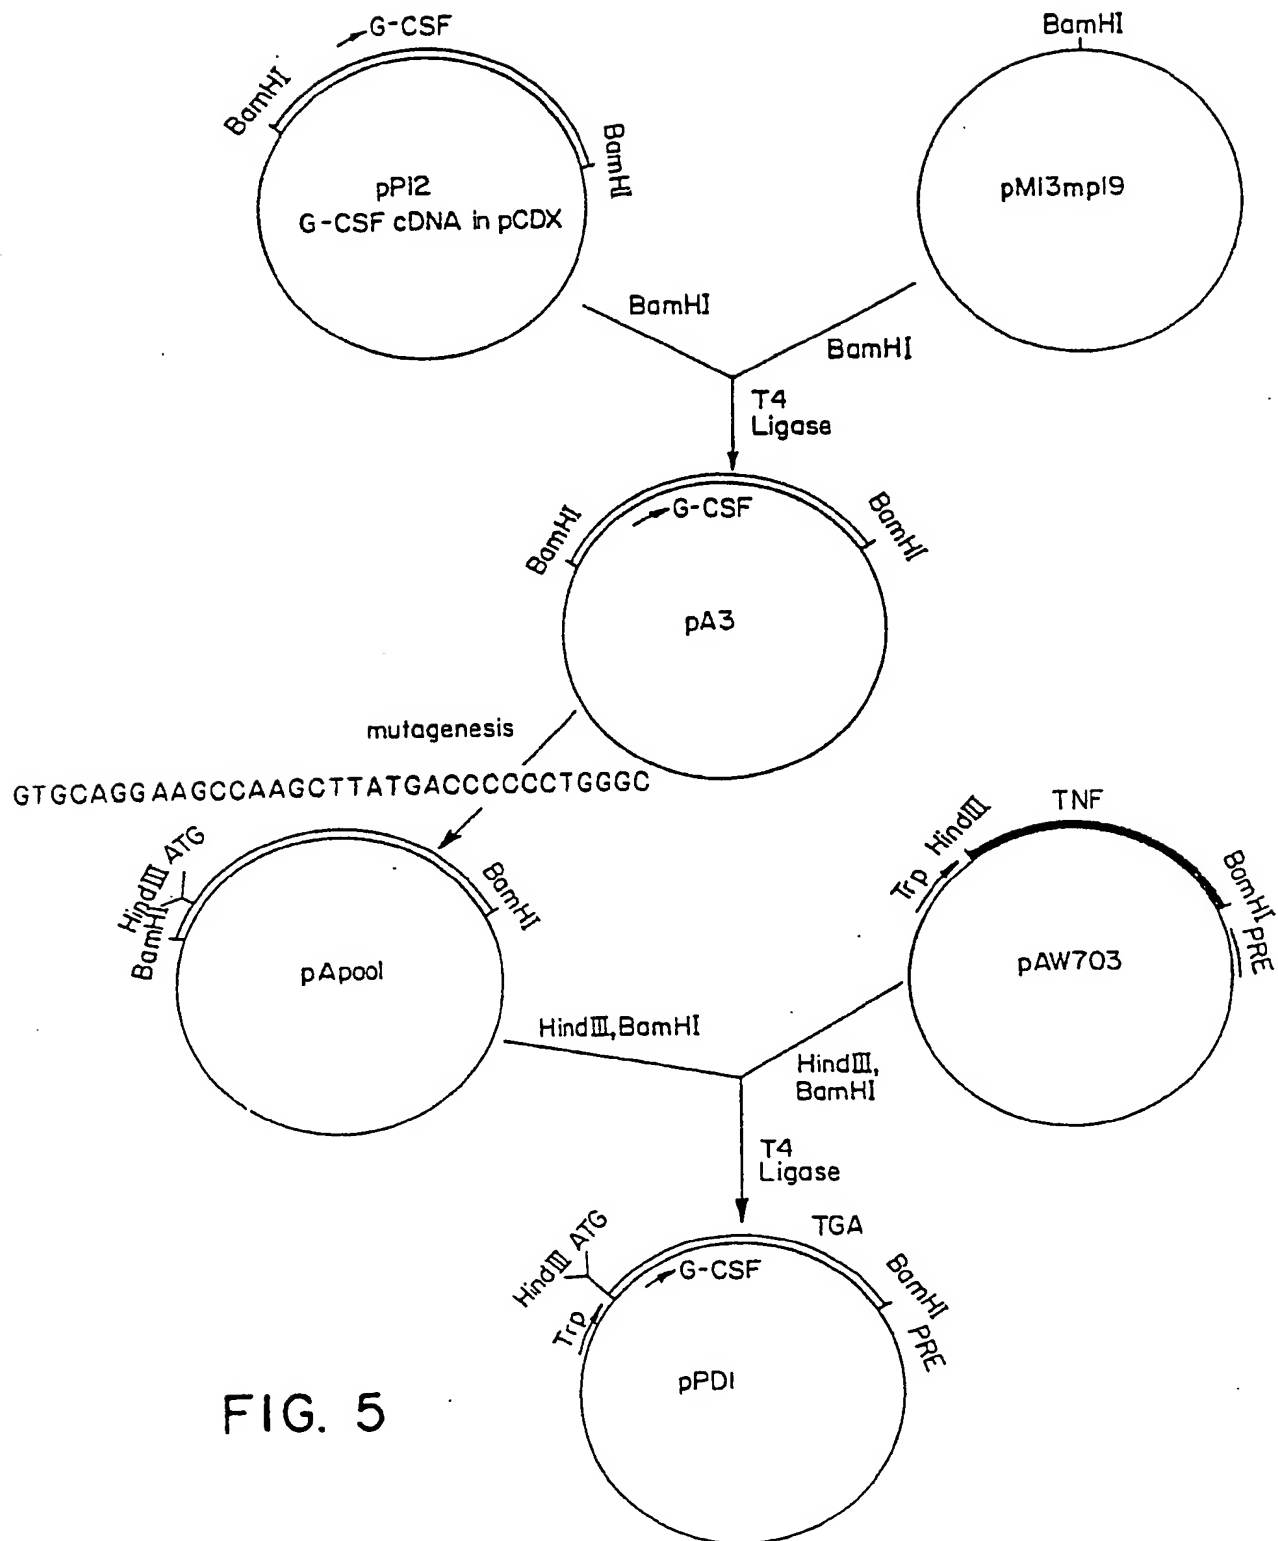 G-CSF
BamHI
BamHI
BamHI
pP12
G-CSF cDNA in pCDX
pM13mp19
BamHI
BamHI
T4
Ligase
BamHI
G-CSF
BamHI
pA3
mutagenesis
GTGCAGGAAGCCAAGCTTATGACCCCCCTGGGC
HindIII
ATG
BamHI
BamHI
pApool
TNF
HindIII
Trp
BamHI
PRE
pAW703
HindIII,BamHI
HindIII,
BamHI
T4
Ligase
TGA
HindIII
ATG
G-CSF
BamHI
Trp
PRE
pPD1
FIG. 5